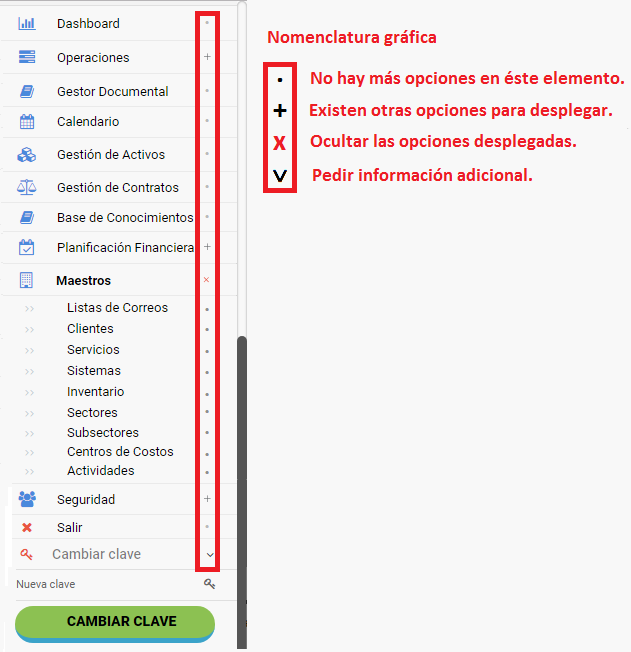 Dashboard •
Operaciones +
Gestor Documental •
Calendario •
Gestión de Activos •
Gestión de Contratos •
Base de Conocimientos •
Planificación Financiera +
Maestros ×
>> Listas de Correos •
>> Clientes •
>> Servicios •
>> Sistemas •
>> Inventario •
>> Sectores •
>> Subsectores •
>> Centros de Costos •
>> Actividades •
Seguridad +
Salir •
Cambiar clave ˅
Nueva clave
CAMBIAR CLAVE
Nomenclatura gráfica
• No hay más opciones en éste elemento.
+ Existen otras opciones para desplegar.
X Ocultar las opciones desplegadas.
˅ Pedir información adicional.